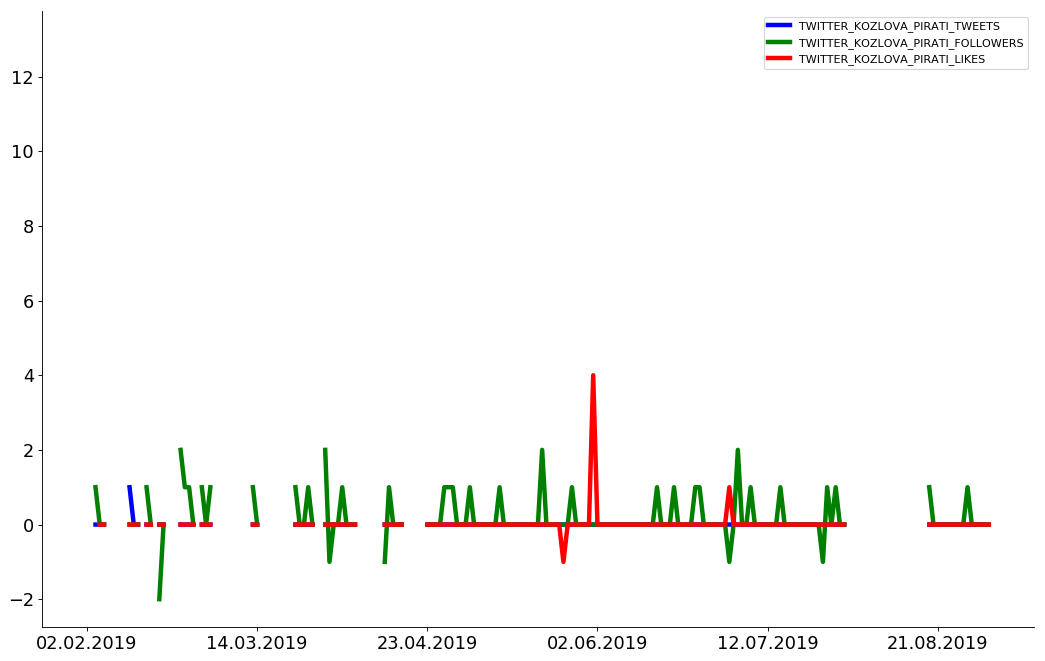 TWITTER_KOZLOVA_PIRATI_TWEETS
TWITTER_KOZLOVA_PIRATI_FOLLOWERS
TWITTER_KOZLOVA_PIRATI_LIKES
12
10
8
6
4
2
0
−2
02.02.2019 14.03.2019 23.04.2019 02.06.2019 12.07.2019 21.08.2019